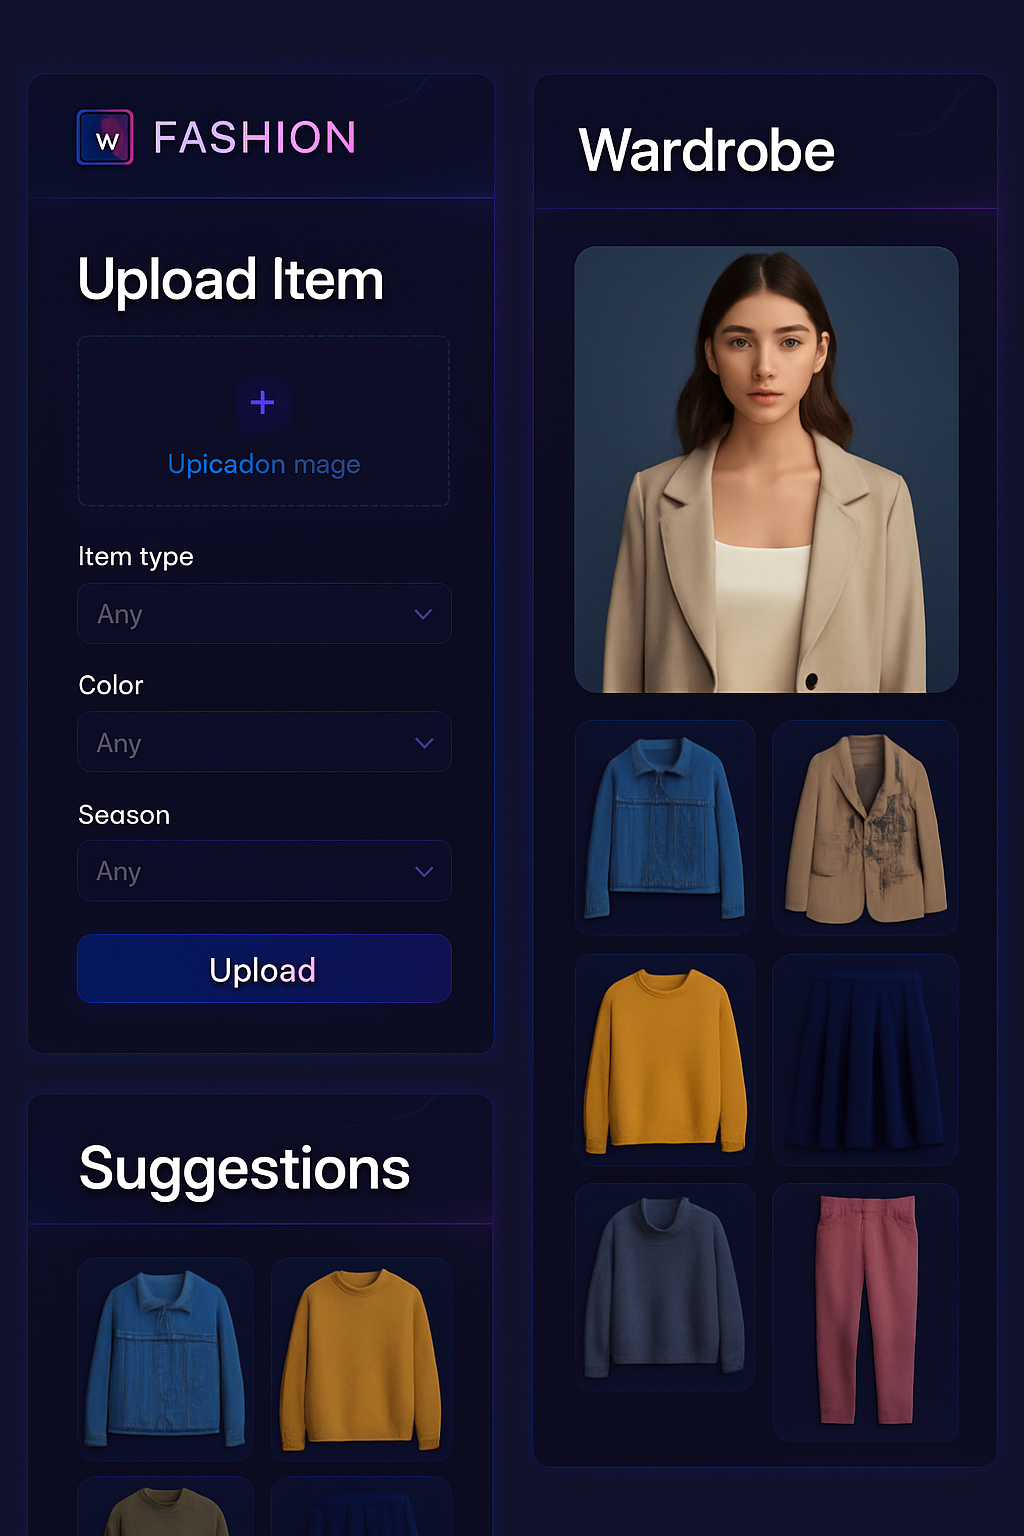 W FASHION
Upload Item
+
Upicadon mage
Item type
Any
Color
Any
Season
Any
Upload
Suggestions
Wardrobe